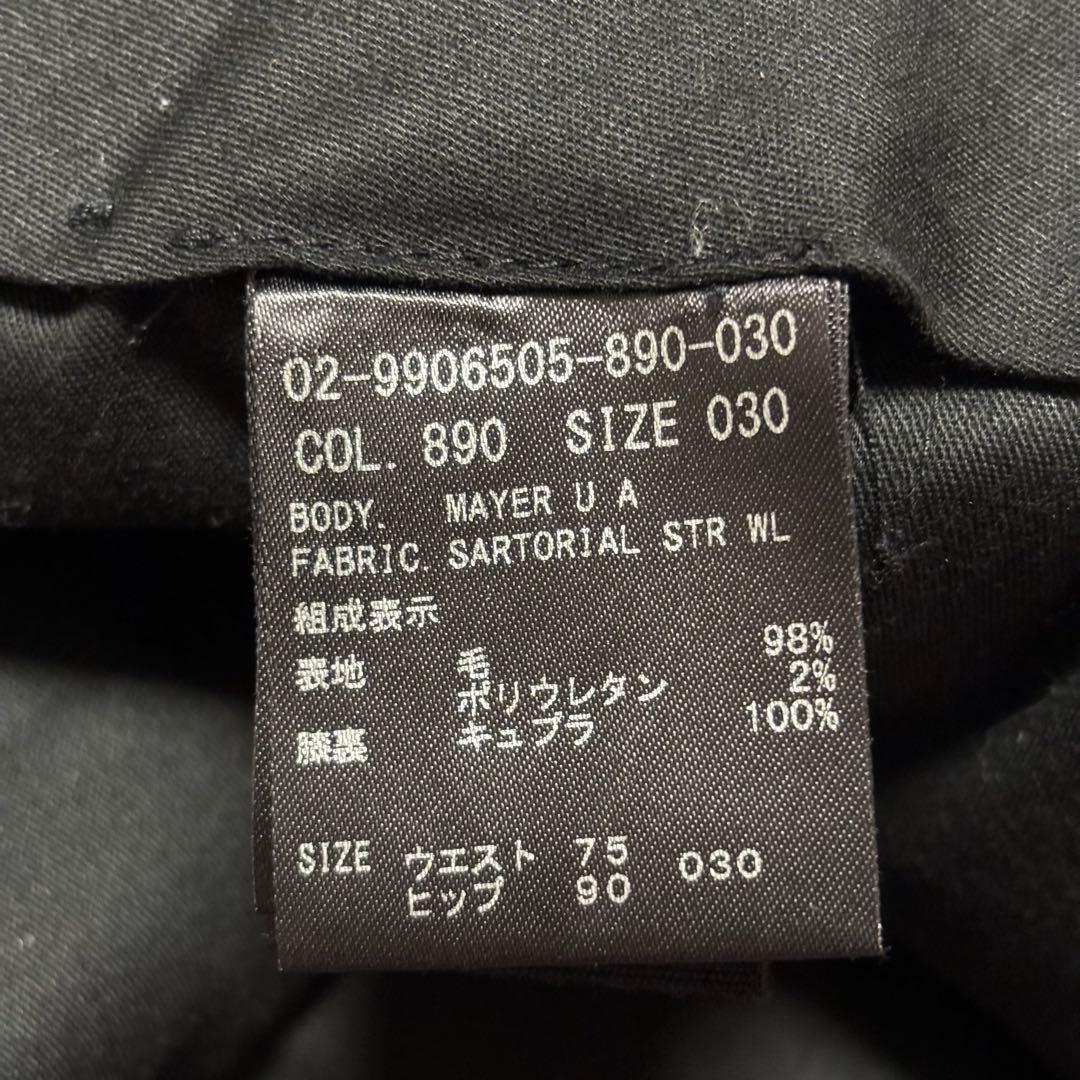 02-9906505-890-030
COL. 890 SIZE 030
BODY. MAYER U A
FABRIC. SARTORIAL STR WL
組成表示
表地 毛 98%
ポリウレタン 2%
膝裏 キュプラ 100%
SIZE ウエスト 75 030
ヒップ 90